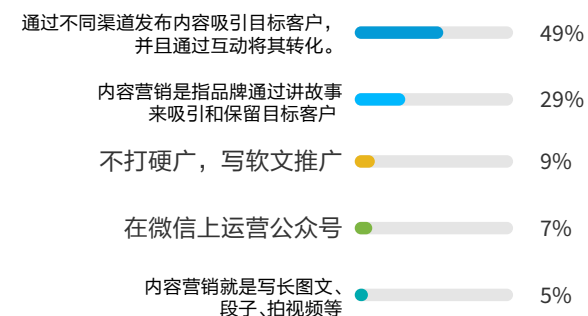 通过不同渠道发布内容吸引目标客户，
并且通过互动将其转化。
49%
内容营销是指品牌通过讲故事
来吸引和保留目标客户
29%
不打硬广，写软文推广
9%
在微信上运营公众号
7%
内容营销就是写长图文、
段子、拍视频等
5%